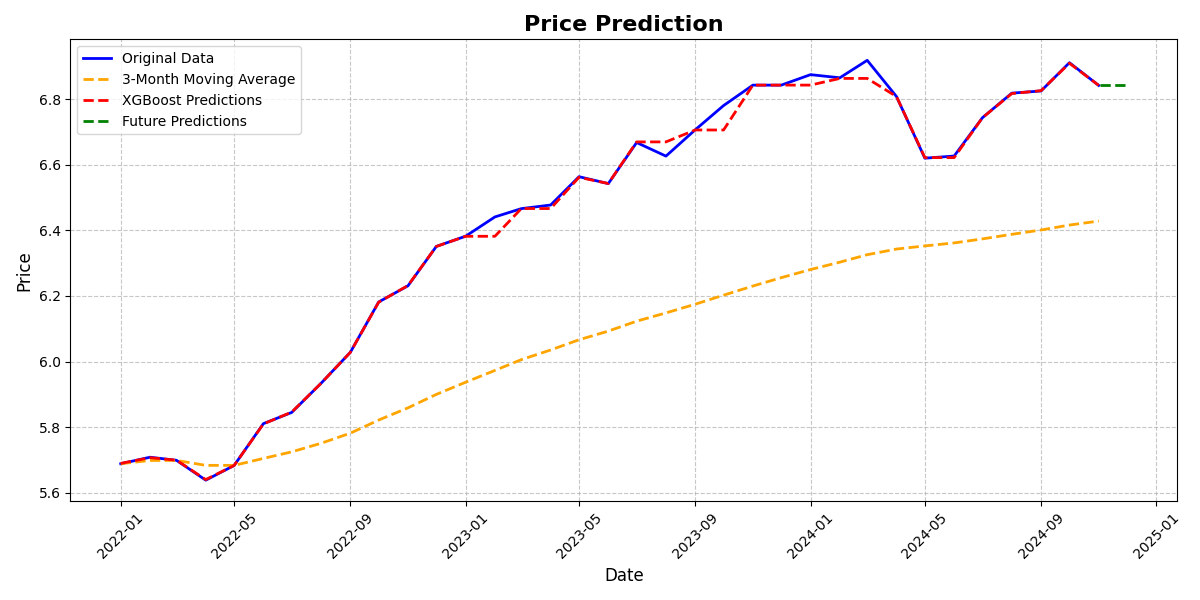 Price Prediction
Original Data
3-Month Moving Average
XGBoost Predictions
Future Predictions
Price
6.8
6.6
6.4
6.2
6.0
5.8
5.6
2022-01
2022-05
2022-09
2023-01
2023-05
2023-09
2024-01
2024-05
2024-09
2025-01
Date